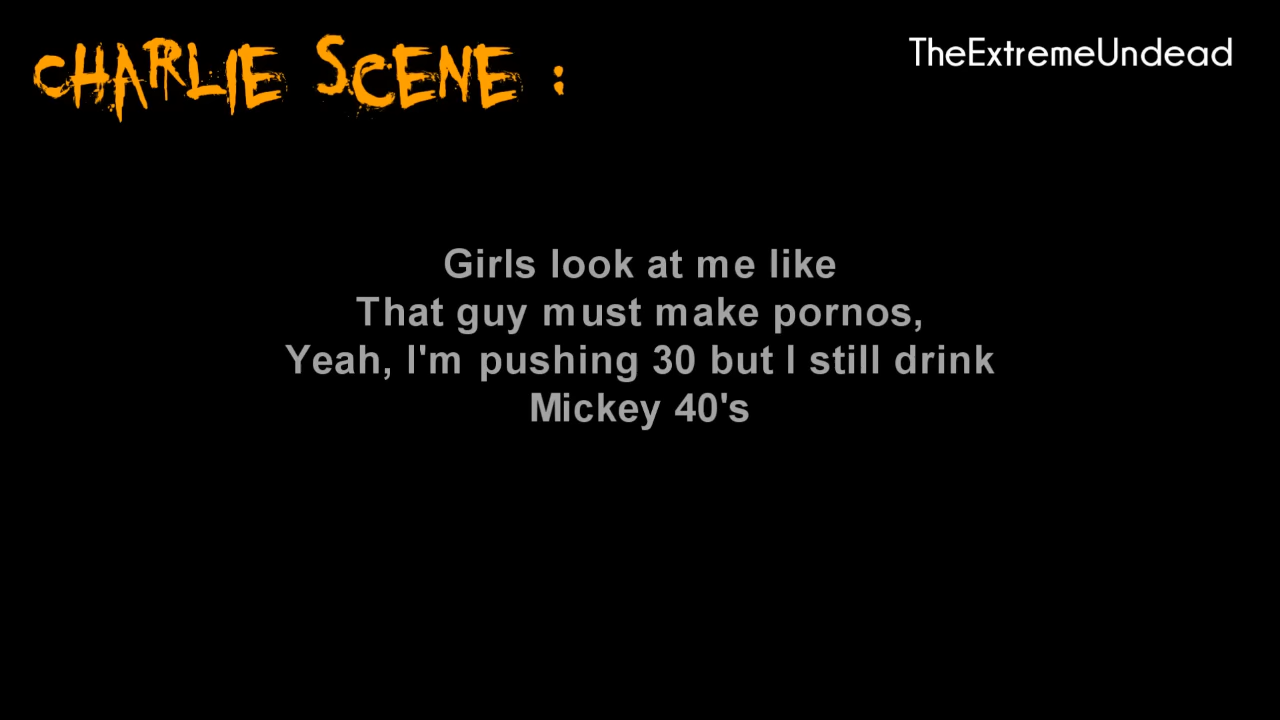 CHARLIE SCENE :
TheExtremeUndead
Girls look at me like
That guy must make pornos,
Yeah, I'm pushing 30 but I still drink
Mickey 40's